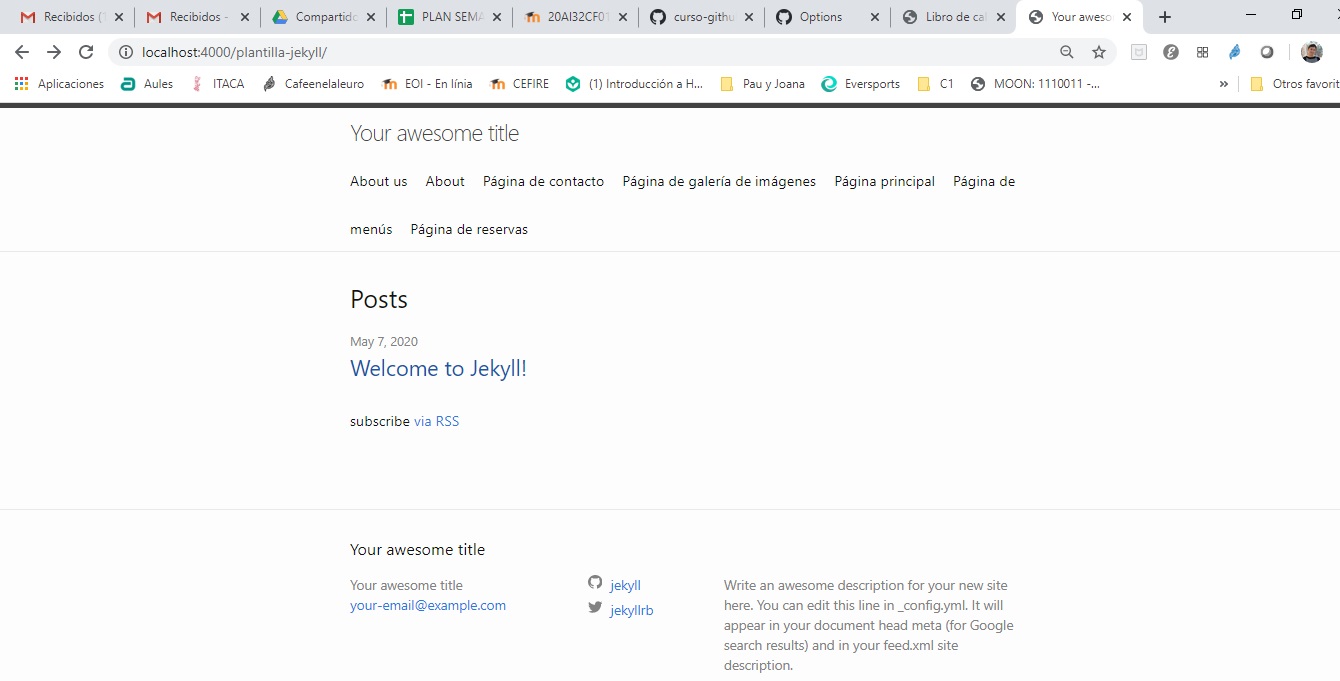 Recibidos (
Recibidos -
Compartido
PLAN SEMA
20AI32CF01
curso-githu
Options
Libro de cal
Your aweso
localhost:4000/plantilla-jekyll/
Aplicaciones
Aules
ITACA
Cafeenelaleuro
EOI - En línia
CEFIRE
(1) Introducción a H...
Pau y Joana
Eversports
C1
MOON: 1110011 -...
»
Otros favorit
Your awesome title
About us About Página de contacto Página de galería de imágenes Página principal Página de
menús Página de reservas
Posts
May 7, 2020
Welcome to Jekyll!
subscribe via RSS
Your awesome title
Your awesome title
your-email@example.com
jekyll
jekyllrb
Write an awesome description for your new site
here. You can edit this line in _config.yml. It will
appear in your document head meta (for Google
search results) and in your feed.xml site
description.